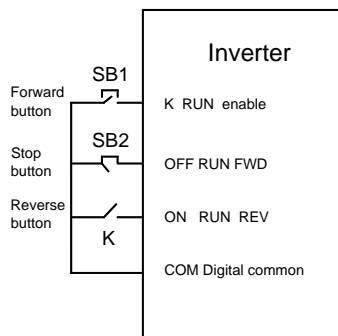 Inverter
SB1
Forward
button
K RUN enable
SB2
Stop
button
OFF RUN FWD
Reverse
button
K
ON RUN REV
COM Digital common